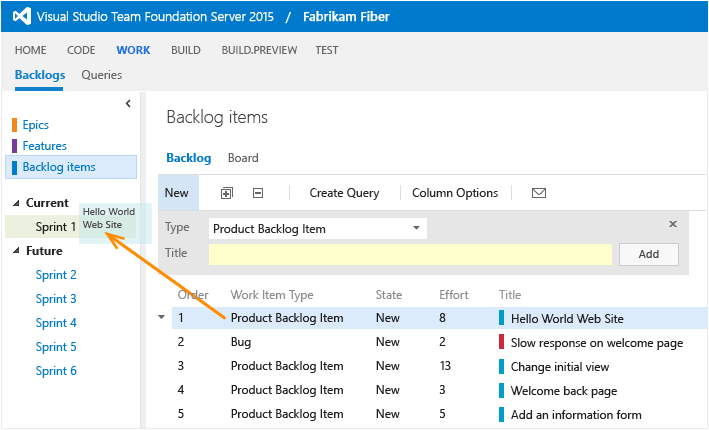 Visual Studio Team Foundation Server 2015 / Fabrikam Fiber
HOME CODE WORK BUILD BUILD.PREVIEW TEST
Backlogs Queries
Epics
Features
Backlog items
Current
Sprint 1
Hello World
Web Site
Future
Sprint 2
Sprint 3
Sprint 4
Sprint 5
Sprint 6
Backlog items
Backlog Board
New Create Query Column Options
Type Product Backlog Item
Title Add
Order Work Item Type State Effort Title
1 Product Backlog Item New 8 Hello World Web Site
2 Bug New 2 Slow response on welcome page
3 Product Backlog Item New 13 Change initial view
4 Product Backlog Item New 3 Welcome back page
5 Product Backlog Item New 5 Add an information form